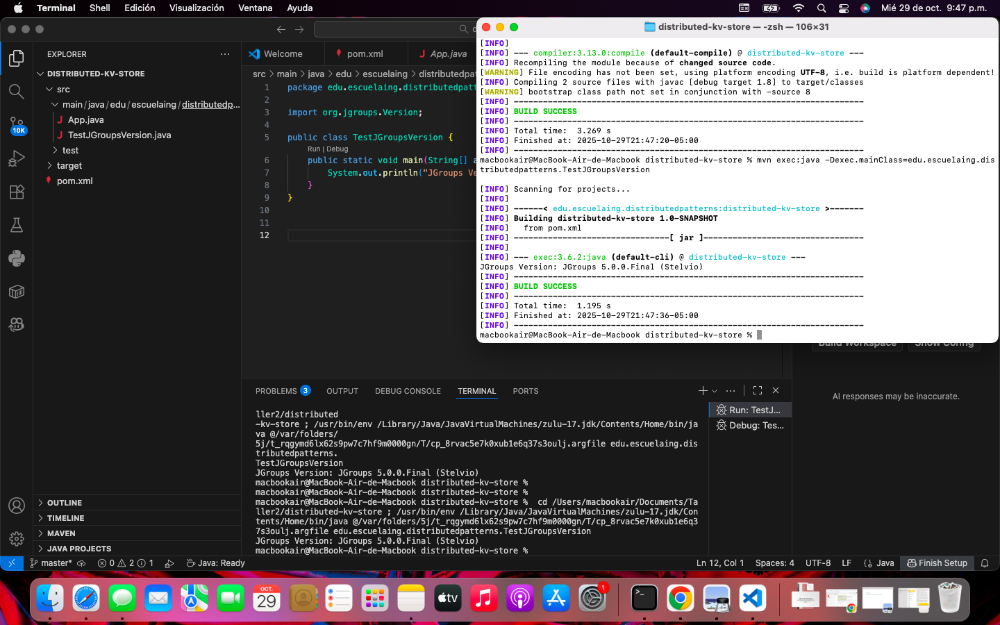 Terminal Shell Edición Visualización Ventana Ayuda
Mié 29 de oct. 9:47 p.m.
EXPLORER
DISTRIBUTED-KV-STORE
src
main/java/edu/escuelaing/distributedp...
App.java
TestJGroupsVersion.java
test
target
pom.xml
OUTLINE
TIMELINE
MAVEN
JAVA PROJECTS
10K
Welcome pom.xml App.java
src > main > java > edu > escuelaing > distributedpat
1 package edu.escuelaing.distributedpatt
2
3 import org.jgroups.Version;
4
5 public class TestJGroupsVersion {
Run | Debug
6 public static void main(String[] a
7 System.out.println("JGroups Ve
8 }
9 }
10
11
12
distributed-kv-store — -zsh — 106×31
[INFO]
[INFO] --- compiler:3.13.0:compile (default-compile) @ distributed-kv-store ---
[INFO] Recompiling the module because of changed source code.
[WARNING] File encoding has not been set, using platform encoding UTF-8, i.e. build is platform dependent!
[INFO] Compiling 2 source files with javac [debug target 1.8] to target/classes
[WARNING] bootstrap class path not set in conjunction with -source 8
[INFO] ------------------------------------------------------------------------
[INFO] BUILD SUCCESS
[INFO] ------------------------------------------------------------------------
[INFO] Total time:  3.269 s
[INFO] Finished at: 2025-10-29T21:47:20-05:00
[INFO] ------------------------------------------------------------------------
macbookair@MacBook-Air-de-Macbook distributed-kv-store % mvn exec:java -Dexec.mainClass=edu.escuelaing.dis
tributedpatterns.TestJGroupsVersion
[INFO] Scanning for projects...
[INFO]
[INFO] ------< edu.escuelaing.distributedpatterns:distributed-kv-store >-------
[INFO] Building distributed-kv-store 1.0-SNAPSHOT
[INFO]   from pom.xml
[INFO] --------------------------------[ jar ]---------------------------------
[INFO]
[INFO] --- exec:3.6.2:java (default-cli) @ distributed-kv-store ---
JGroups Version: JGroups 5.0.0.Final (Stelvio)
[INFO] ------------------------------------------------------------------------
[INFO] BUILD SUCCESS
[INFO] ------------------------------------------------------------------------
[INFO] Total time:  1.195 s
[INFO] Finished at: 2025-10-29T21:47:36-05:00
[INFO] ------------------------------------------------------------------------
macbookair@MacBook-Air-de-Macbook distributed-kv-store %
Build Workspace Show Config
AI responses may be inaccurate.
PROBLEMS 3 OUTPUT DEBUG CONSOLE TERMINAL PORTS
ller2/distributed
-kv-store ; /usr/bin/env /Library/Java/JavaVirtualMachines/zulu-17.jdk/Contents/Home/bin/ja
va @/var/folders/
5j/t_rqgymd6lx62s9pw7c7hf9m0000gn/T/cp_8rvac5e7k0xub1e6q37s3oulj.argfile edu.escuelaing.dis
tributedpatterns.
TestJGroupsVersion
JGroups Version: JGroups 5.0.0.Final (Stelvio)
macbookair@MacBook-Air-de-Macbook distributed-kv-store %
macbookair@MacBook-Air-de-Macbook distributed-kv-store %
macbookair@MacBook-Air-de-Macbook distributed-kv-store %  cd /Users/macbookair/Documents/Ta
ller2/distributed-kv-store ; /usr/bin/env /Library/Java/JavaVirtualMachines/zulu-17.jdk/Con
tents/Home/bin/java @/var/folders/5j/t_rqgymd6lx62s9pw7c7hf9m0000gn/T/cp_8rvac5e7k0xub1e6q3
7s3oulj.argfile edu.escuelaing.distributedpatterns.TestJGroupsVersion
JGroups Version: JGroups 5.0.0.Final (Stelvio)
macbookair@MacBook-Air-de-Macbook distributed-kv-store %
Run: TestJ...
Debug: Tes...
master* 0 2 1 Java: Ready
Ln 12, Col 1 Spaces: 4 UTF-8 LF {} Java Finish Setup
OCT.
29
tv
1
>_